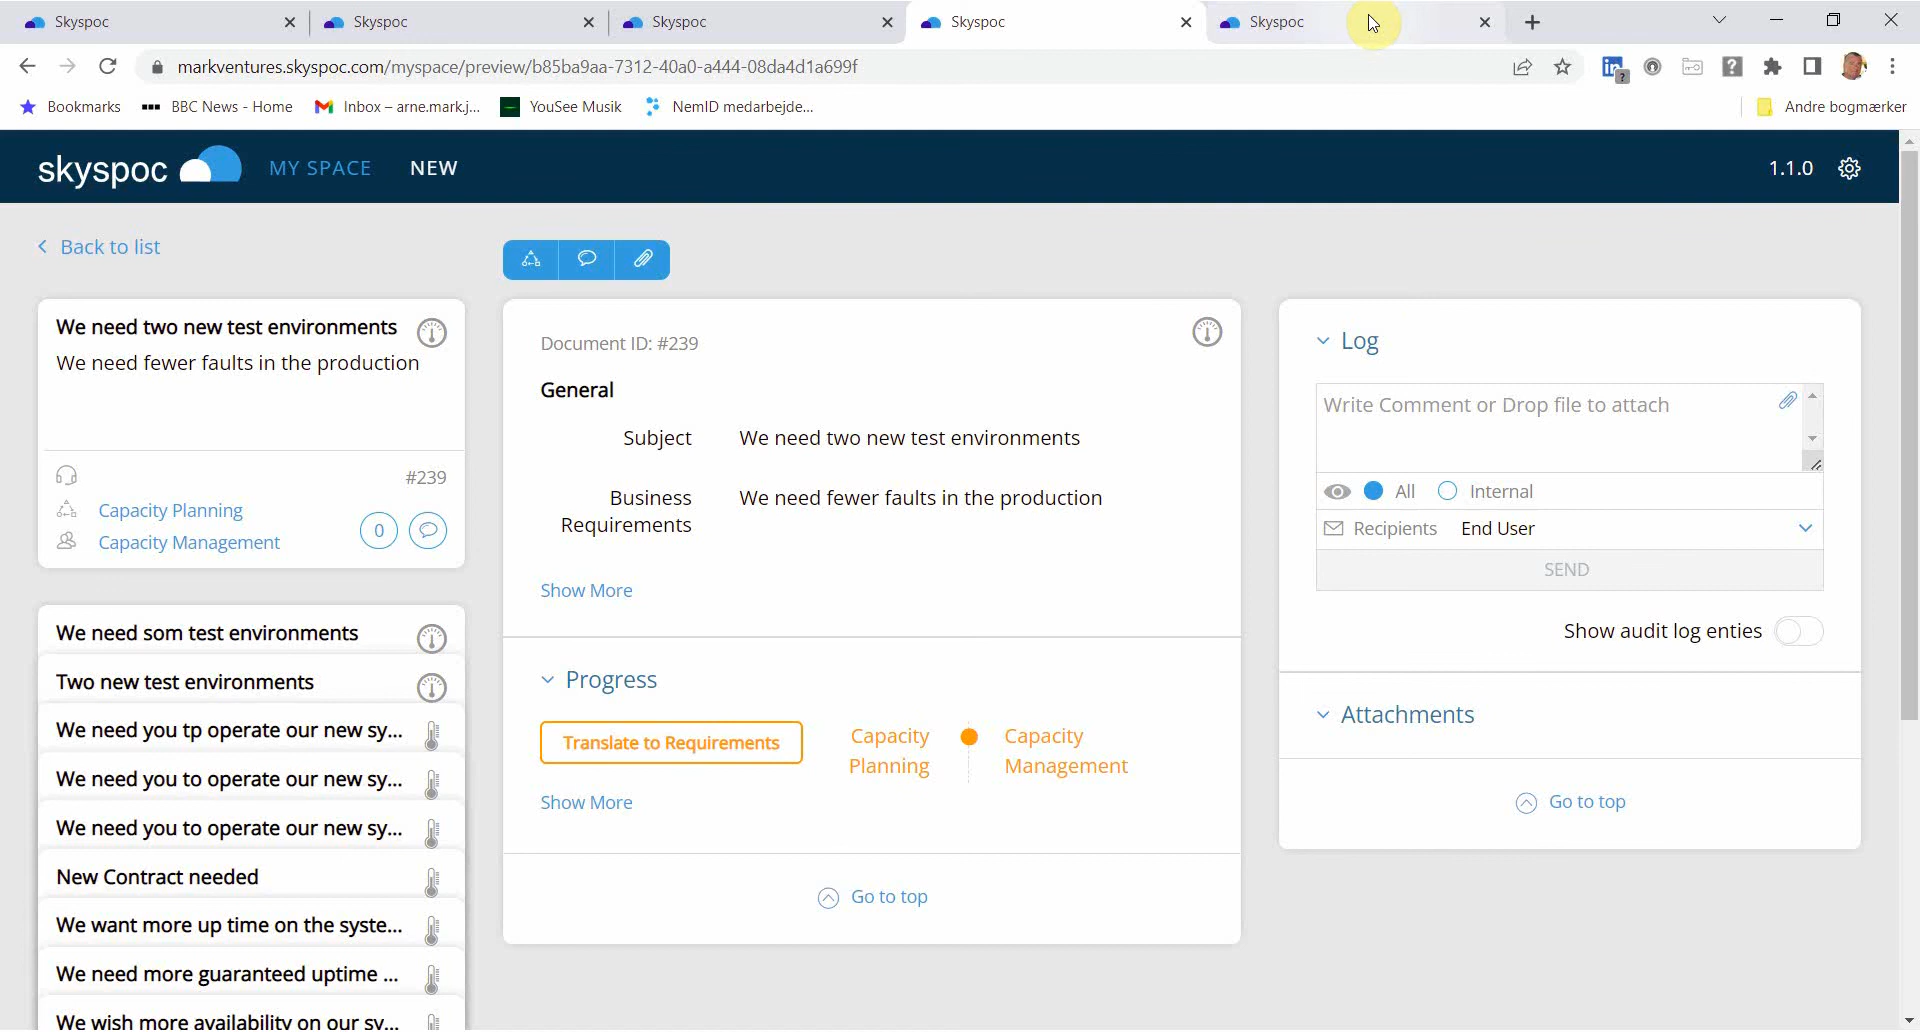 Skyspoc
Skyspoc
Skyspoc
Skyspoc
Skyspoc
markventures.skyspoc.com/myspace/preview/b85ba9aa-7312-40a0-a444-08da4d1a699f
Bookmarks
BBC News - Home
Inbox – arne.mark.j...
YouSee Musik
NemID medarbejde...
Andre bogmærker
skyspoc
MY SPACE
NEW
1.1.0
Back to list
We need two new test environments
We need fewer faults in the production
#239
Capacity Planning
Capacity Management
0
We need som test environments
Two new test environments
We need you tp operate our new sy...
We need you to operate our new sy...
We need you to operate our new sy...
New Contract needed
We want more up time on the syste...
We need more guaranteed uptime ...
We wish more availability on our sy...
Document ID: #239
General
Subject
We need two new test environments
Business
Requirements
We need fewer faults in the production
Show More
Progress
Translate to Requirements
Capacity
Planning
Capacity
Management
Show More
Go to top
Log
Write Comment or Drop file to attach
All
Internal
Recipients
End User
SEND
Show audit log enties
Attachments
Go to top